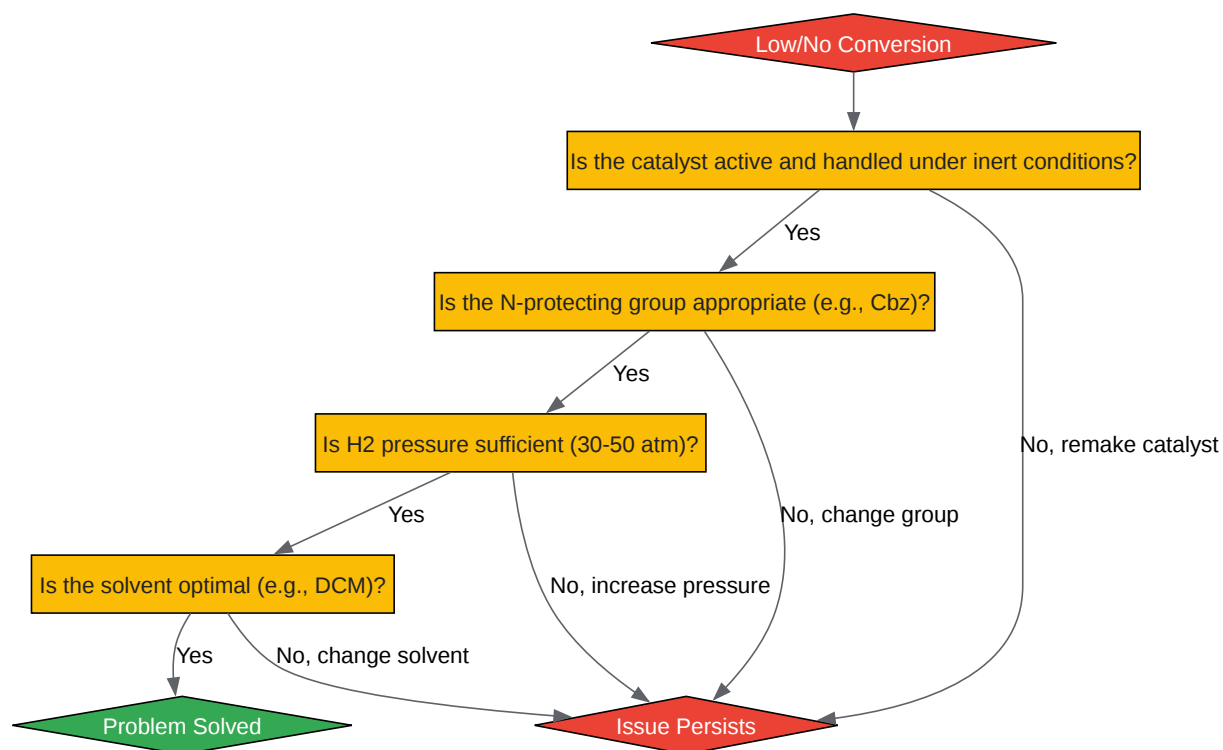 Low/No Conversion
Is the catalyst active and handled under inert conditions?
Yes
Is the N-protecting group appropriate (e.g., Cbz)?
Yes
Is H2 pressure sufficient (30-50 atm)?
No, remake catalyst
Yes
No, change group
Is the solvent optimal (e.g., DCM)?
No, increase pressure
Yes
No, change solvent
Problem Solved
Issue Persists